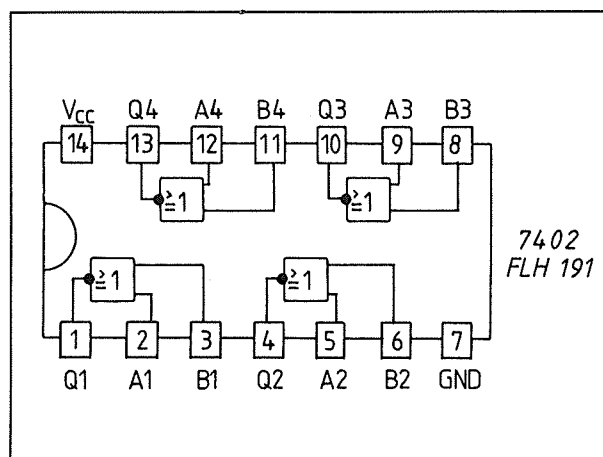 VCC Q4 A4 B4 Q3 A3 B3
14 13 12 11 10 9 8
≥1 ≥1
7402
FLH 191
≥1 ≥1
1 2 3 4 5 6 7
Q1 A1 B1 Q2 A2 B2 GND